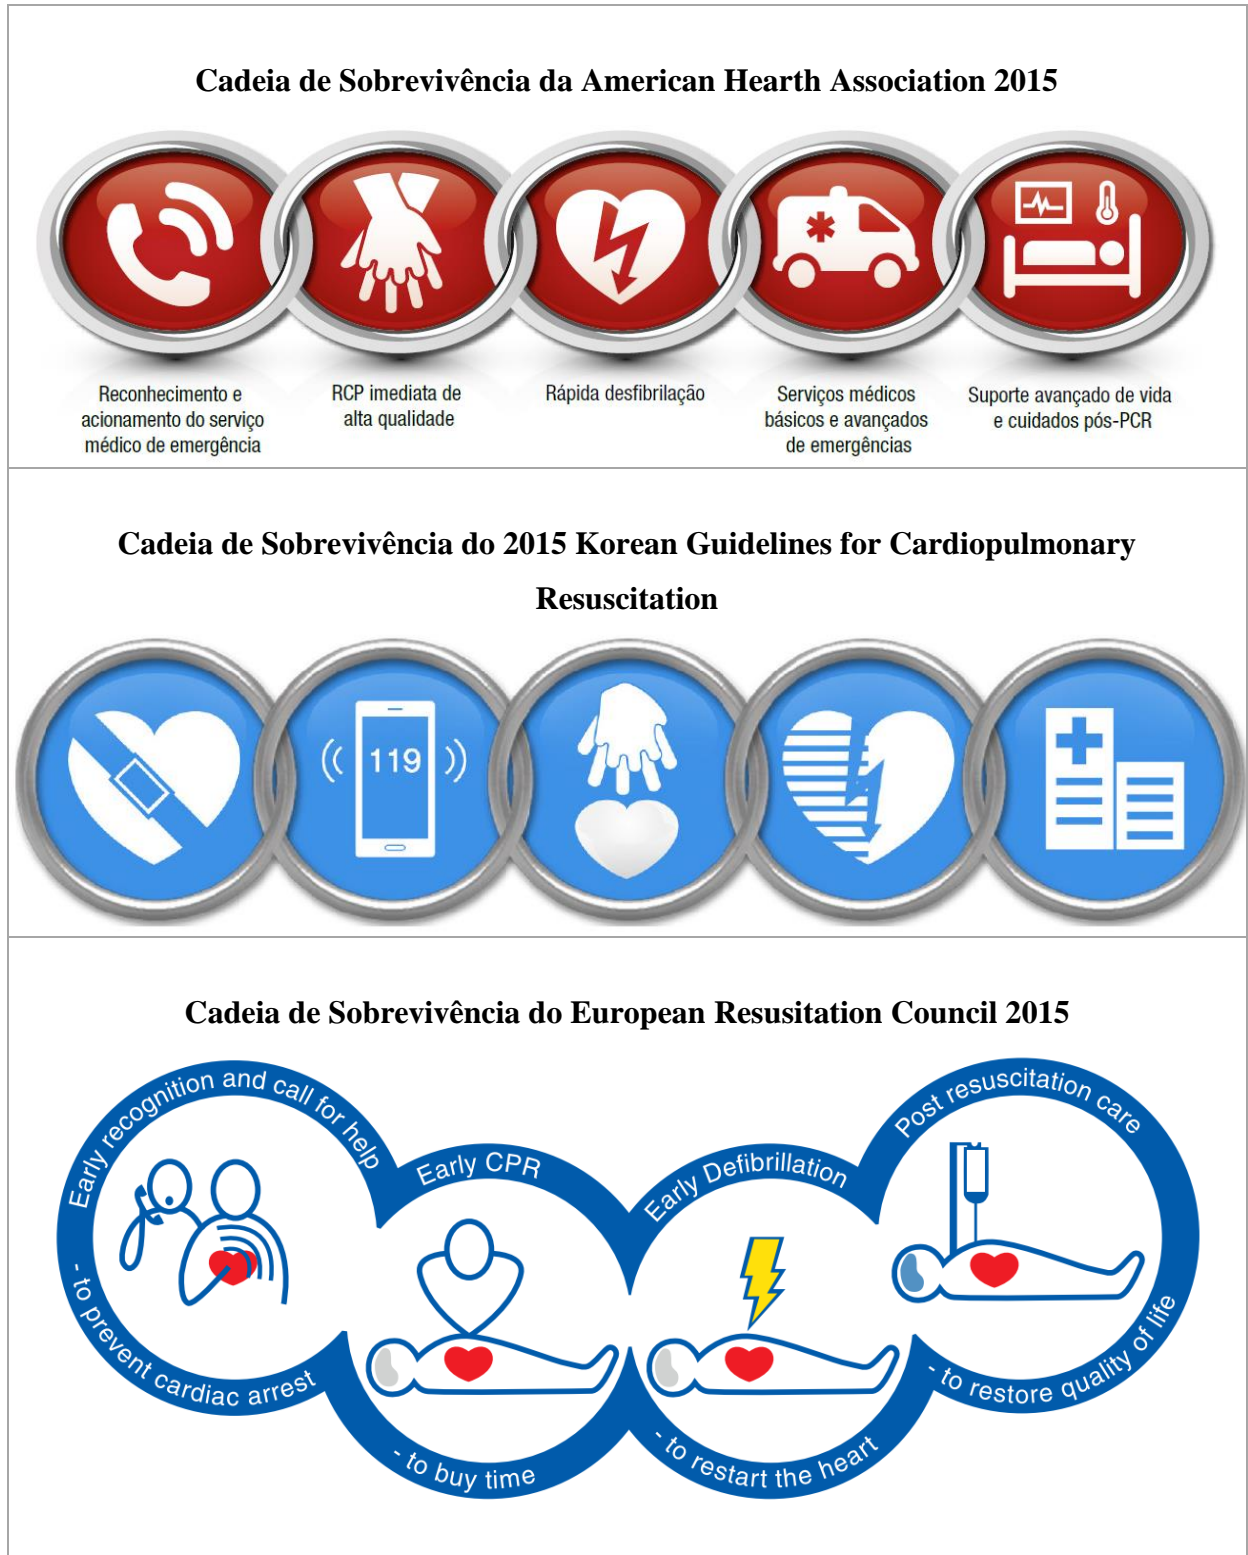 Cadeia de Sobrevivência da American Hearth Association 2015
Reconhecimento e
acionamento do serviço
médico de emergência
RCP imediata de
alta qualidade
Rápida desfibrilação
Serviços médicos
básicos e avançados
de emergências
Suporte avançado de vida
e cuidados pós-PCR
Cadeia de Sobrevivência do 2015 Korean Guidelines for Cardiopulmonary
Resuscitation
119
Cadeia de Sobrevivência do European Resusitation Council 2015
Early recognition and call for help
- to prevent cardiac arrest
Early CPR
- to buy time
Early Defibrillation
- to restart the heart
Post resuscitation care
- to restore quality of life